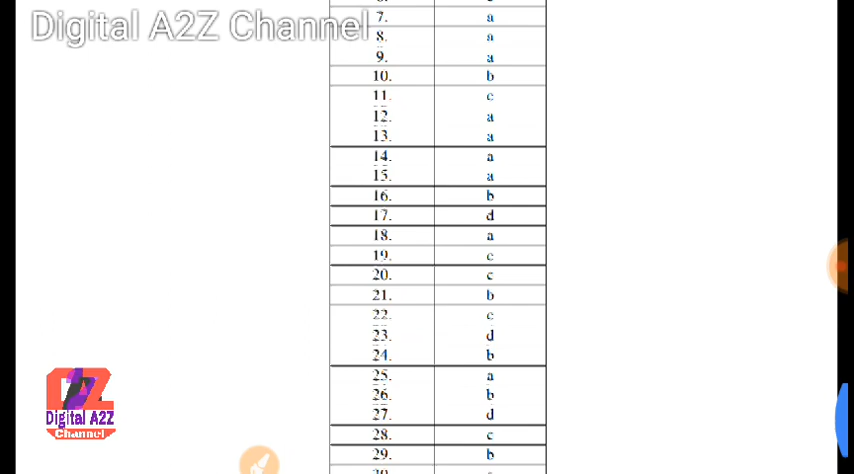 Digital A2Z Channel
7. a
8. a
9. a
10. b
11. c
12. a
13. a
14. a
15. a
16. b
17. d
18. a
19. c
20. c
21. b
22. c
23. d
24. b
25. a
26. b
27. d
28. c
29. b
A2Z
Digital A2Z
Channel